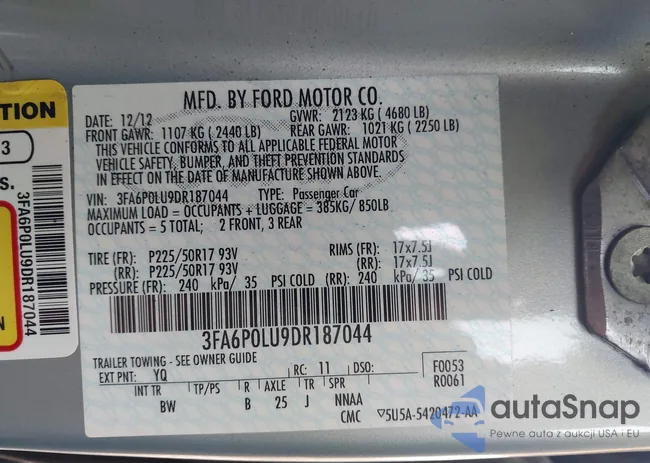 MFD. BY FORD MOTOR CO.
DATE: 12/12 GVWR: 2123 KG ( 4680 LB)
FRONT GAWR: 1107 KG ( 2440 LB) REAR GAWR: 1021 KG ( 2250 LB)
THIS VEHICLE CONFORMS TO ALL APPLICABLE FEDERAL MOTOR
VEHICLE SAFETY, BUMPER, AND THEFT PREVENTION STANDARDS
IN EFFECT ON THE DATE OF MANUFACTURE SHOWN ABOVE.
VIN: 3FA6P0LU9DR187044 TYPE: Passenger Car
MAXIMUM LOAD = OCCUPANTS + LUGGAGE = 385KG/ 850LB
OCCUPANTS = 5 TOTAL; 2 FRONT, 3 REAR
TIRE (FR): P225/50R17 93V RIMS (FR): 17x7.5J
(RR): P225/50R17 93V (RR): 17x7.5J
PRESSURE (FR): 240 kPa/ 35 PSI COLD (RR): 240 kPa/ 35 PSI COLD
3FA6P0LU9DR187044
TRAILER TOWING - SEE OWNER GUIDE
EXT PNT: YQ RC: 11 DSO: F0053
R0061
INT TR TP/PS R AXLE TR SPR
BW B 25 J NNAA
CMC 5U5A-5420472-AA
TION
3
S.
3FA6P0LU9DR187044
N
autoSnap
Pewne auta z aukcji USA i EU